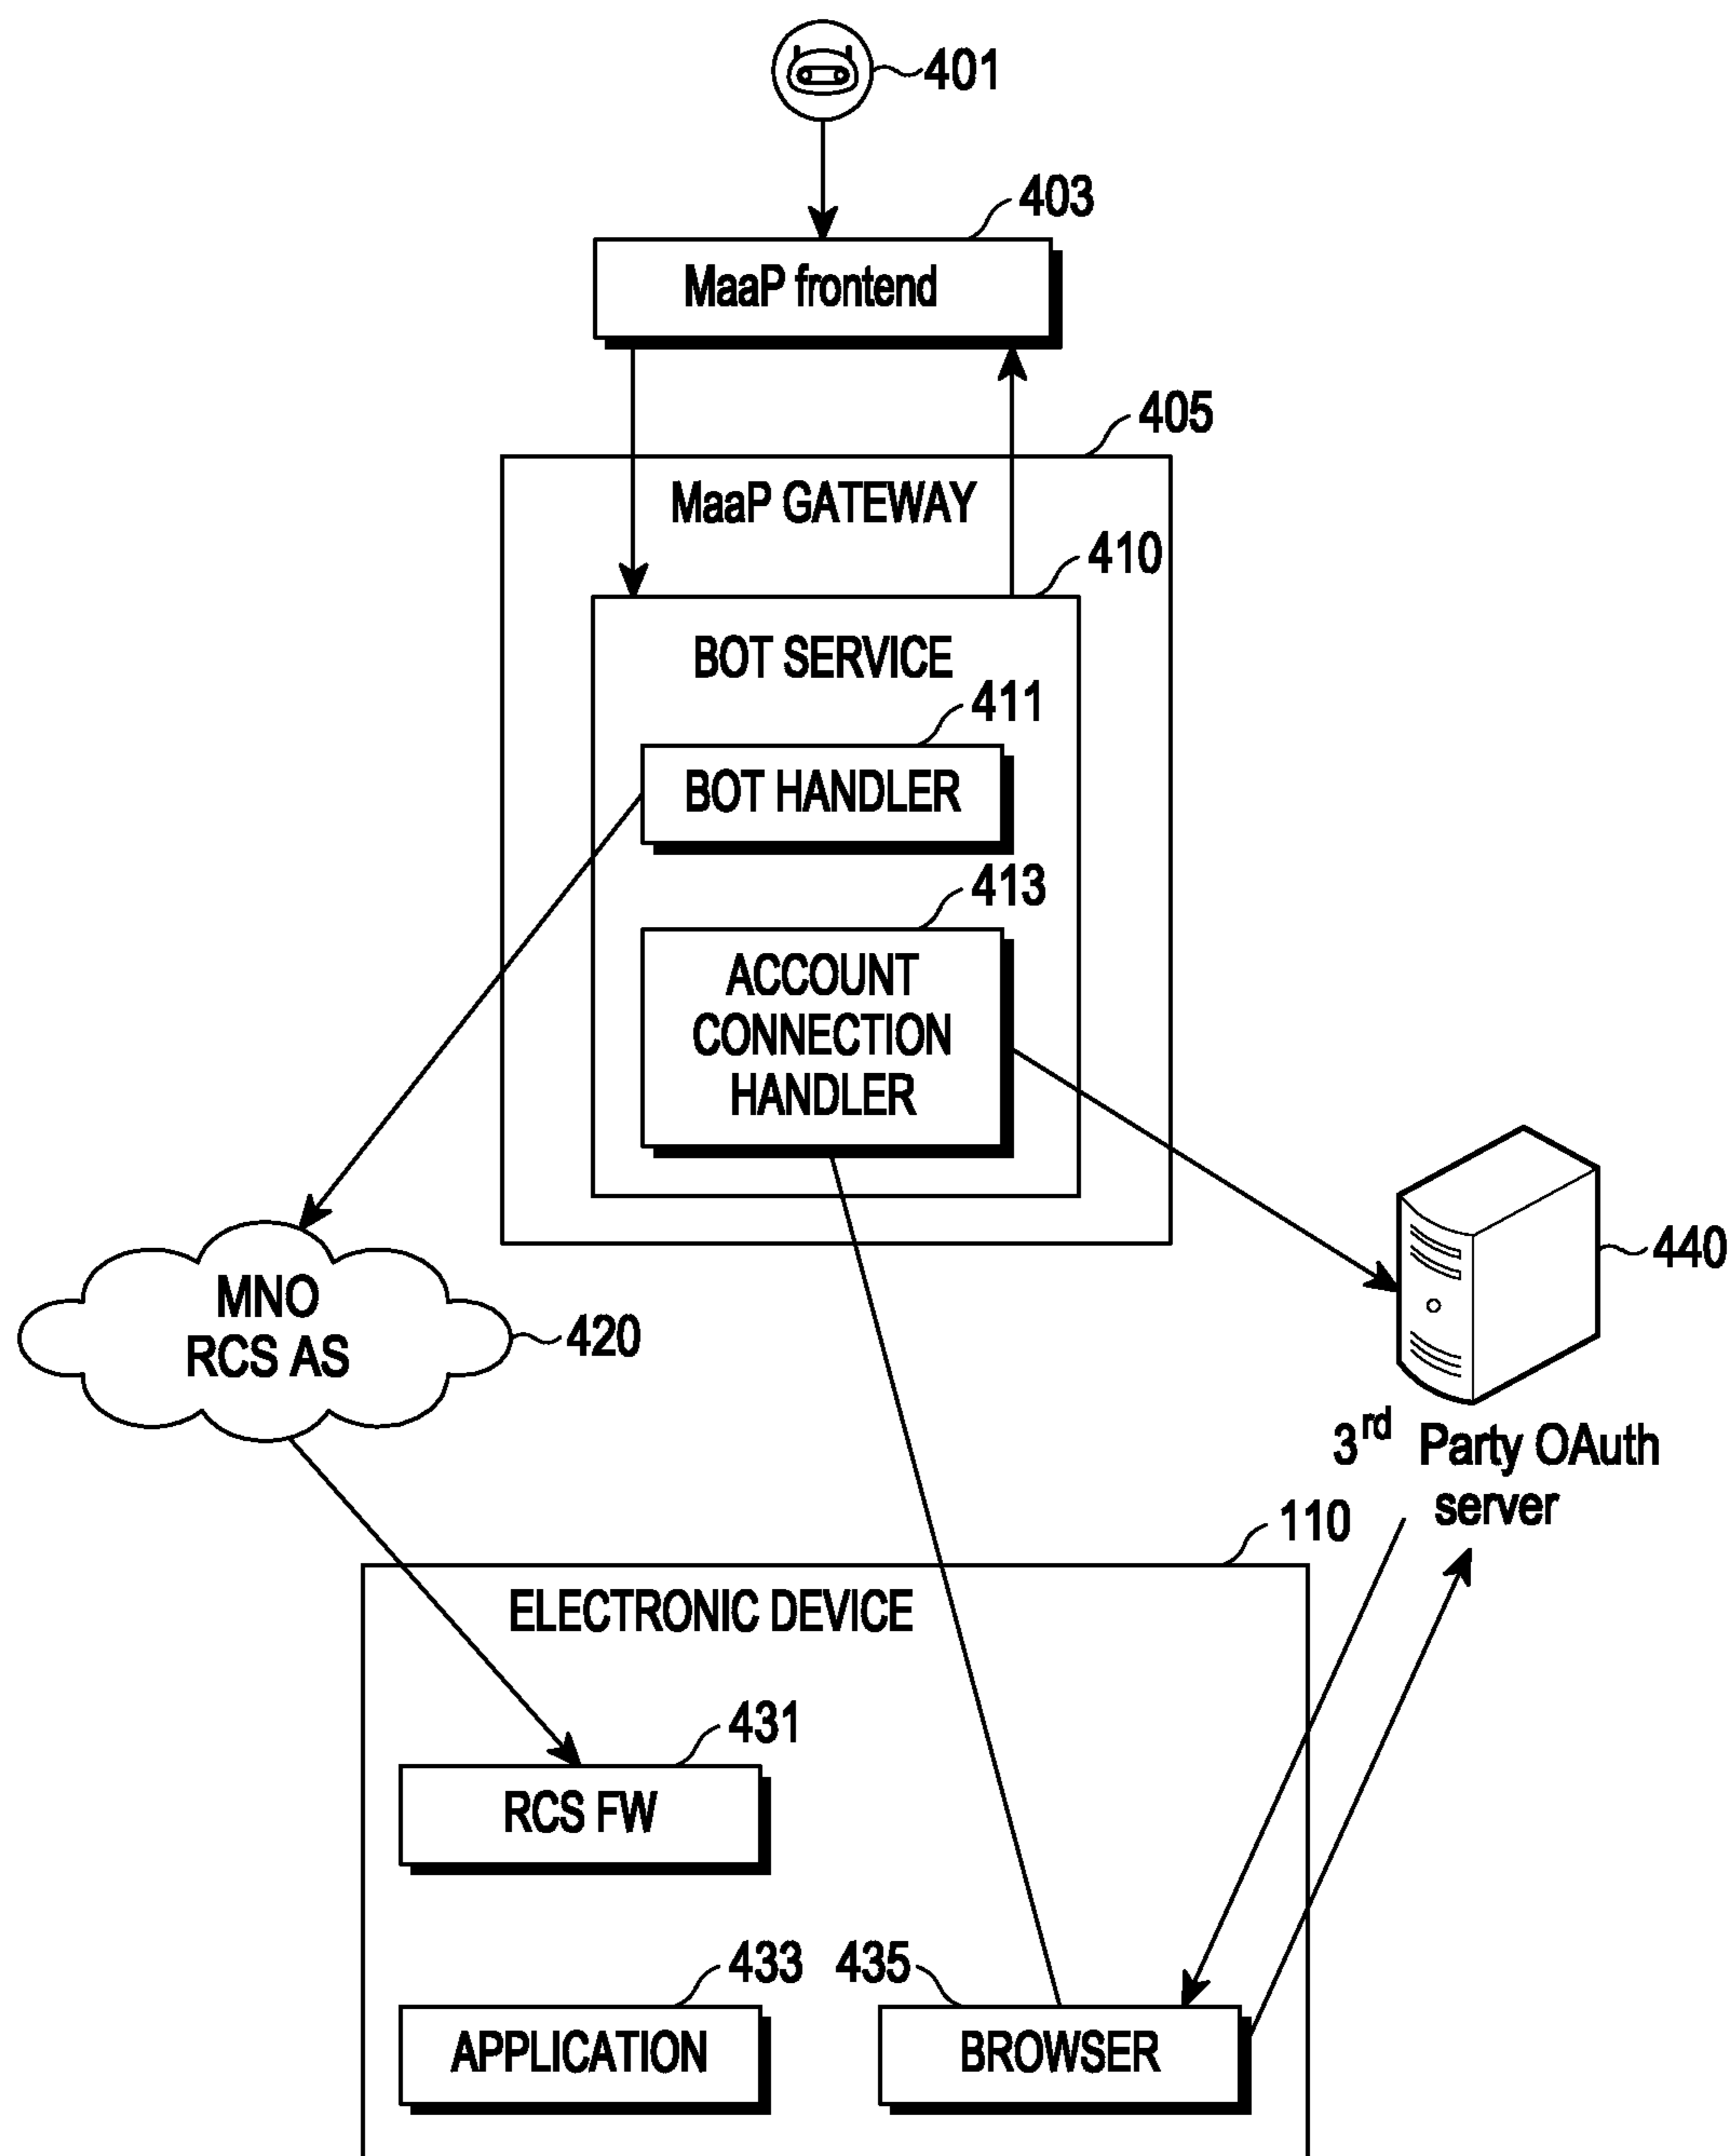 401
403
MaaP frontend
405
MaaP GATEWAY
410
BOT SERVICE
411
BOT HANDLER
413
ACCOUNT
CONNECTION
HANDLER
440
MNO
RCS AS
420
3rd Party OAuth
server
110
ELECTRONIC DEVICE
431
RCS FW
433
435
APPLICATION
BROWSER